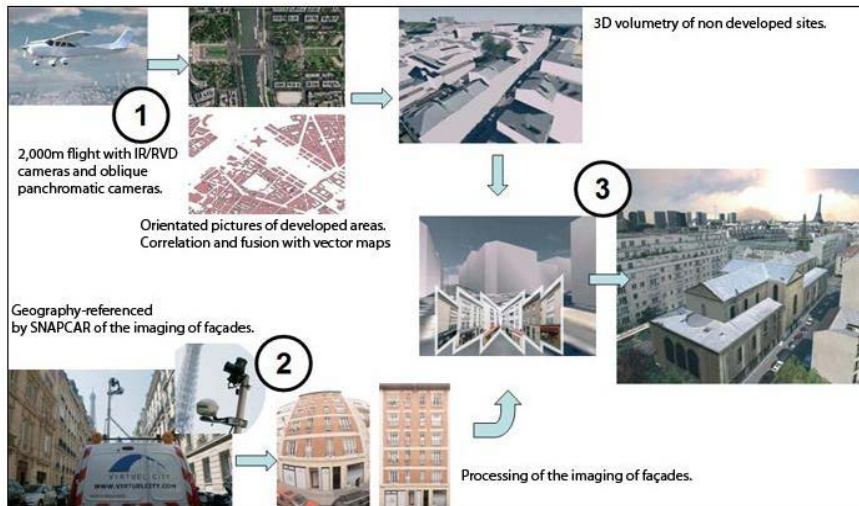 3D volumetry of non developed sites.
1
2,000m flight with IR/RVD
cameras and oblique
panchromatic cameras.
Orientated pictures of developed areas.
Correlation and fusion with vector maps
3
Geography-referenced
by SNAPCAR of the imaging of façades.
2
VIRTUEL CITY
WWW.VIRTUELCITY.COM
Processing of the imaging of façades.